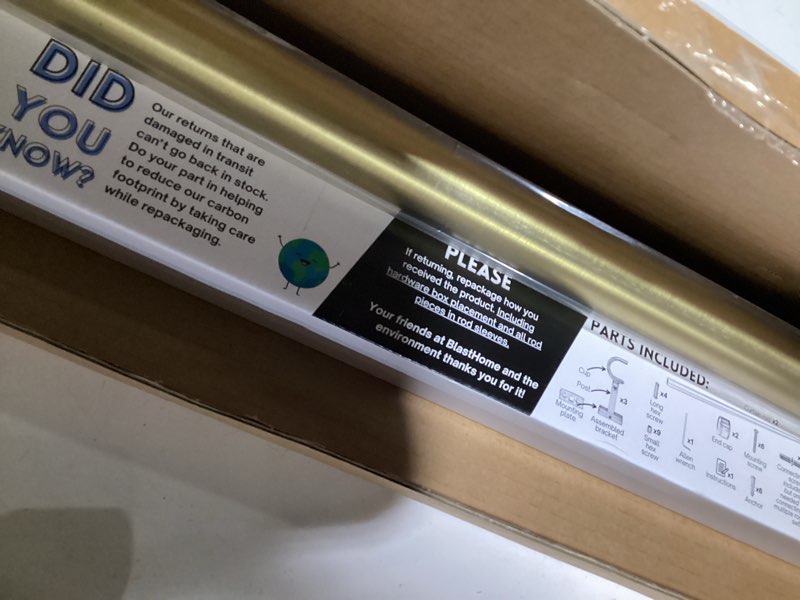 DID
YOU
KNOW?
Our returns that are
damaged in transit
can't go back in stock.
Do your part in helping
to reduce our carbon
footprint by taking care
while repackaging.
PLEASE
If returning, repackage how you
received the product, including
hardware box placement and all rod
pieces in rod sleeves.
Your friends at BlastHome and the
environment thanks you for it!
PARTS INCLUDED:
Cup
Post
x3
Mounting
plate
Assembled
bracket
x4
Long
hex
screw
x9
Small
hex
screw
x1
Allen
wrench
x2
x2
End cap
x1
Instructions
x6
Mounting
screw
x6
Anchor